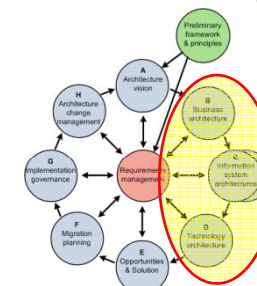 Preliminary
framework
& principles
A
Architecture
vision
H
Architecture
change
management
B
Business
architecture
G
Implementation
governance
Requirements
management
C
Information
system
architectures
F
Migration
planning
D
Technology
architecture
E
Opportunities
& Solution